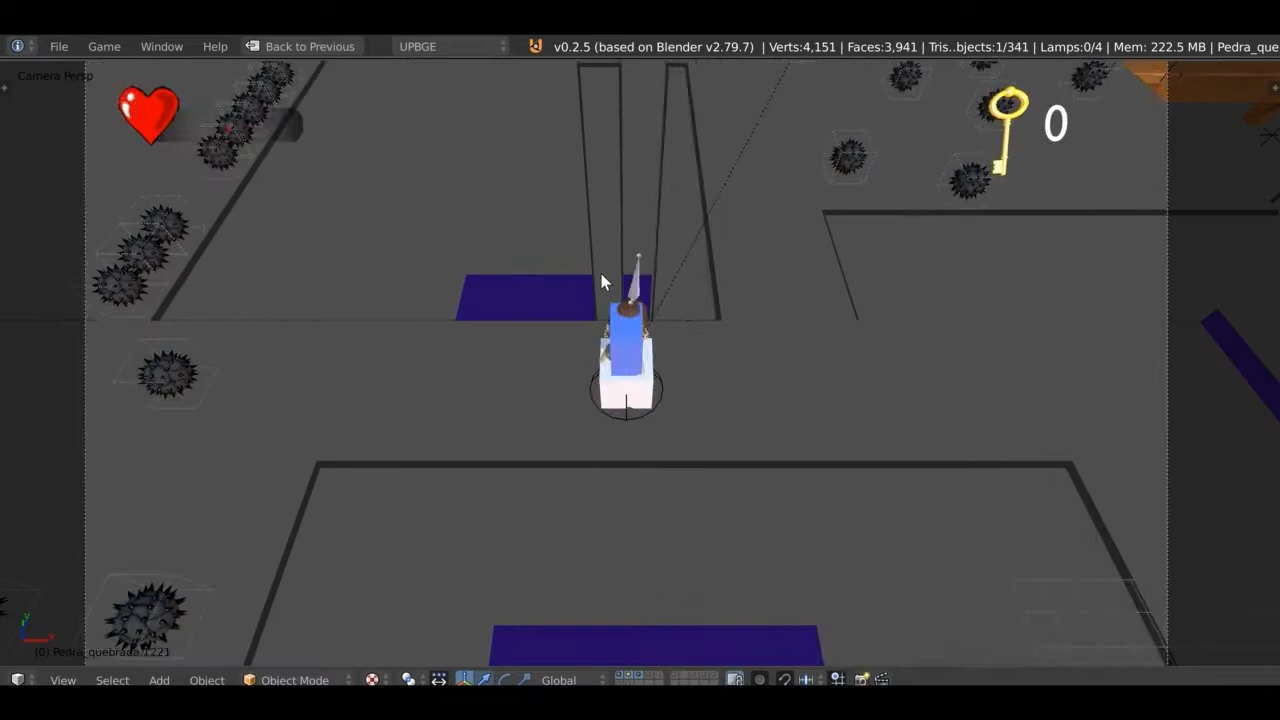 File Game Window Help Back to Previous UPBGE v0.2.5 (based on Blender v2.79.7) | Verts:4,151 | Faces:3,941 | Tris..bjects:1/341 | Lamps:0/4 | Mem: 222.5 MB | Pedra_que
Camera Persp
0
y
x
(0) Pedra_quebrada.1221
View Select Add Object Object Mode Global